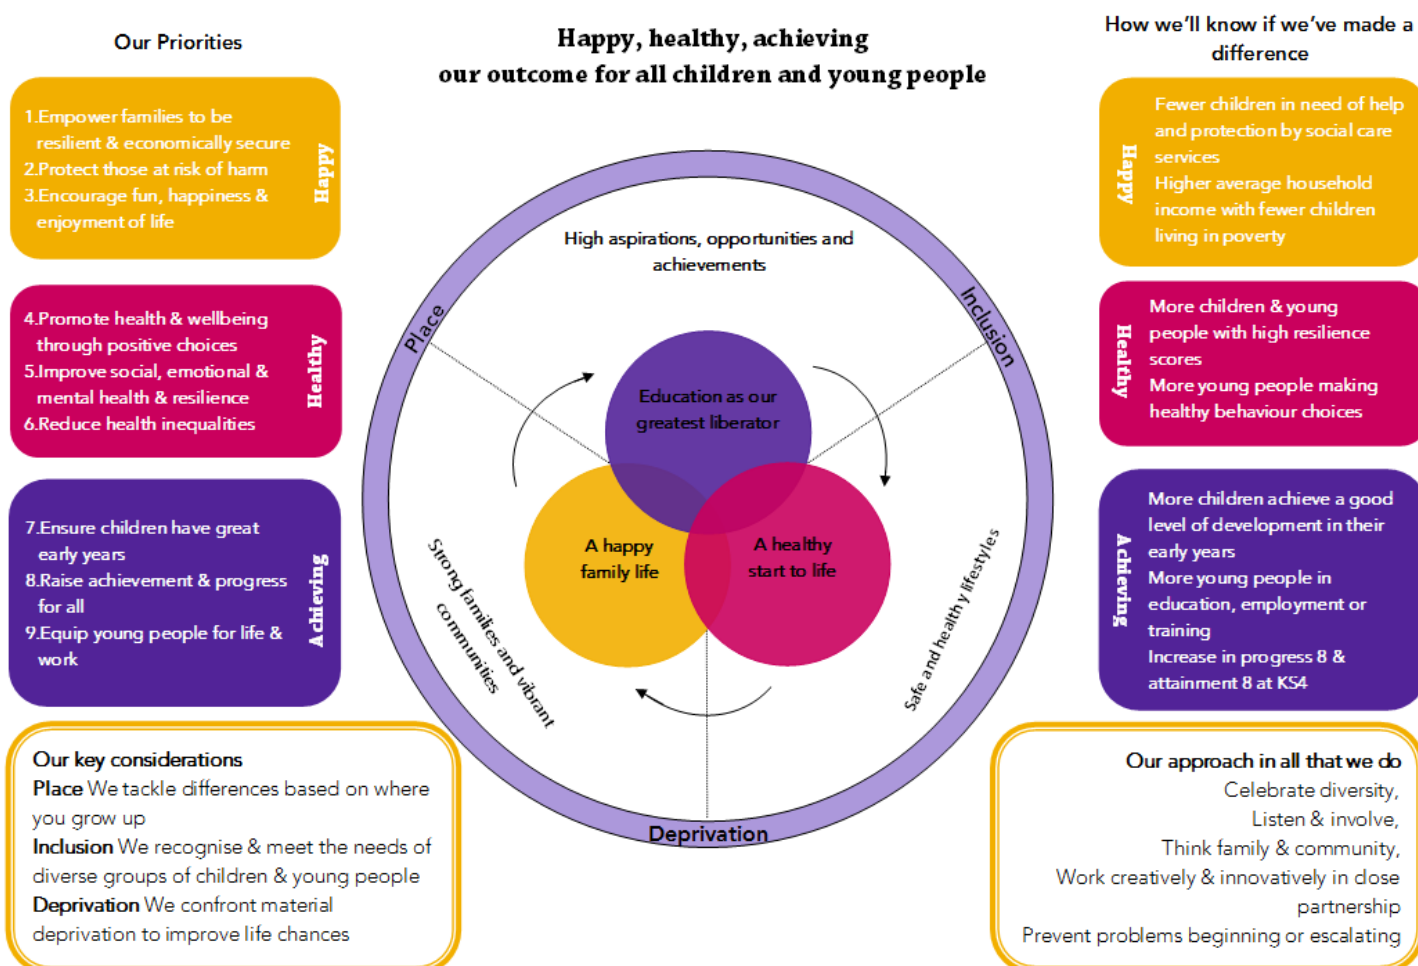 Our Priorities
Happy, healthy, achieving
our outcome for all children and young people
How we'll know if we've made a
difference
1.Empower families to be
resilient & economically secure
2.Protect those at risk of harm
3.Encourage fun, happiness &
enjoyment of life
Happy
4.Promote health & wellbeing
through positive choices
5.Improve social, emotional &
mental health & resilience
6.Reduce health inequalities
Healthy
7.Ensure children have great
early years
8.Raise achievement & progress
for all
9.Equip young people for life &
work
Achieving
Place
Inclusion
Deprivation
High aspirations, opportunities and
achievements
Education as our
greatest liberator
A happy
family life
A healthy
start to life
Strong families and vibrant
communities
Safe and healthy lifestyles
Happy
Fewer children in need of help
and protection by social care
services
Higher average household
income with fewer children
living in poverty
Healthy
More children & young
people with high resilience
scores
More young people making
healthy behaviour choices
Achieving
More children achieve a good
level of development in their
early years
More young people in
education, employment or
training
Increase in progress 8 &
attainment 8 at KS4
Our key considerations
Place We tackle differences based on where
you grow up
Inclusion We recognise & meet the needs of
diverse groups of children & young people
Deprivation We confront material
deprivation to improve life chances
Our approach in all that we do
Celebrate diversity,
Listen & involve,
Think family & community,
Work creatively & innovatively in close
partnership
Prevent problems beginning or escalating